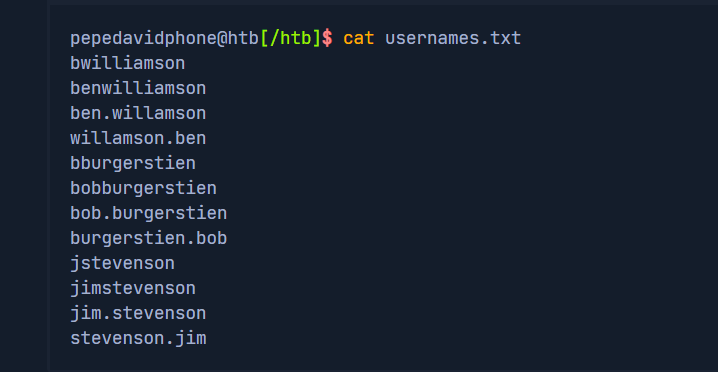 pepedavidphone@htb[/htb]$ cat usernames.txt
bwilliamson
benwilliamson
ben.willamson
willamson.ben
bburgerstien
bobburgerstien
bob.burgerstien
burgerstien.bob
jstevenson
jimstevenson
jim.stevenson
stevenson.jim